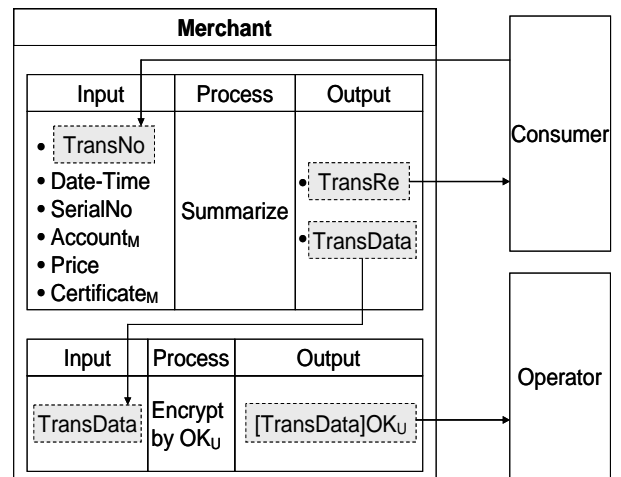 Merchant
Input Process Output
• TransNo
• Date-Time
• SerialNo
• AccountM
• Price
• CertificateM
Summarize
• TransRe
• TransData
Input Process Output
TransData
Encrypt
by OKU
[TransData]OKU
Consumer
Operator